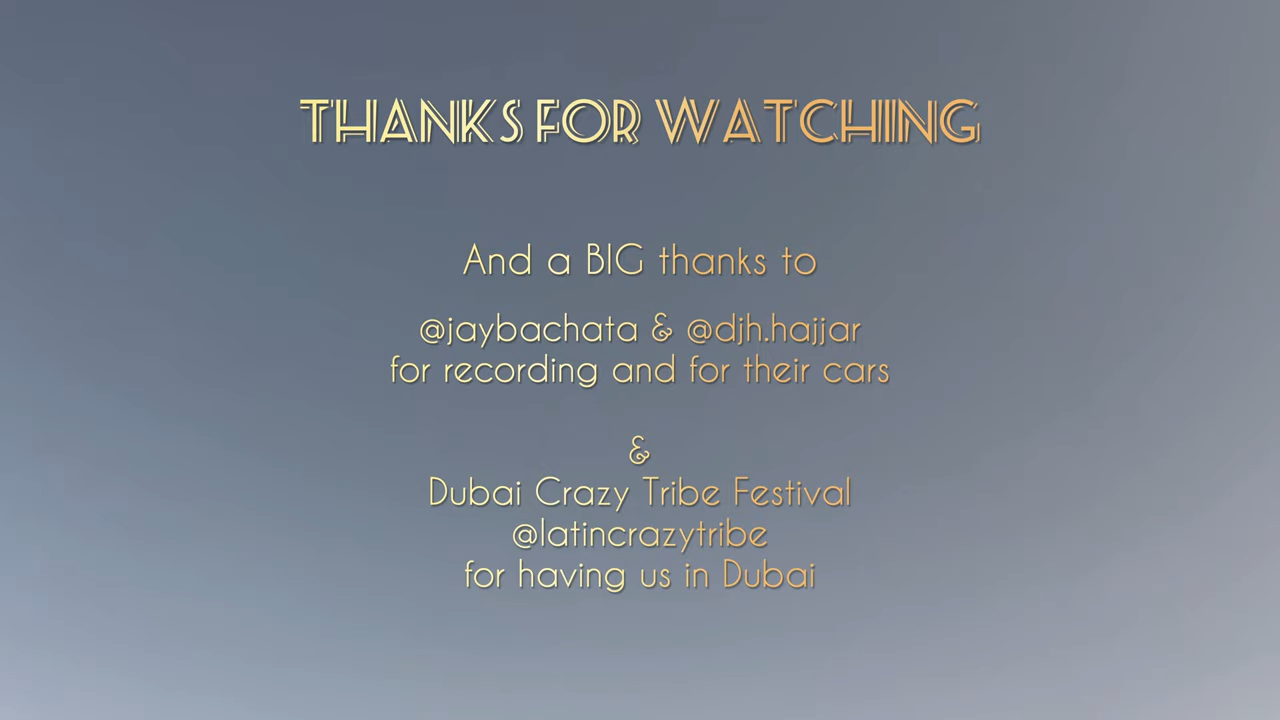 THANKS FOR WATCHING
And a BIG thanks to
@jaybachata & @djh.hajjar
for recording and for their cars
&
Dubai Crazy Tribe Festival
@latincrazytribe
for having us in Dubai